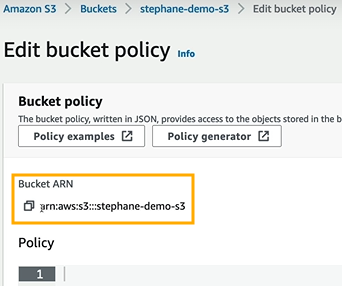 Amazon S3 > Buckets > stephane-demo-s3 > Edit bucket policy
Edit bucket policy Info
Bucket policy
The bucket policy, written in JSON, provides access to the objects stored in the b
Policy examples Policy generator
Bucket ARN
arn:aws:s3:::stephane-demo-s3
Policy
1